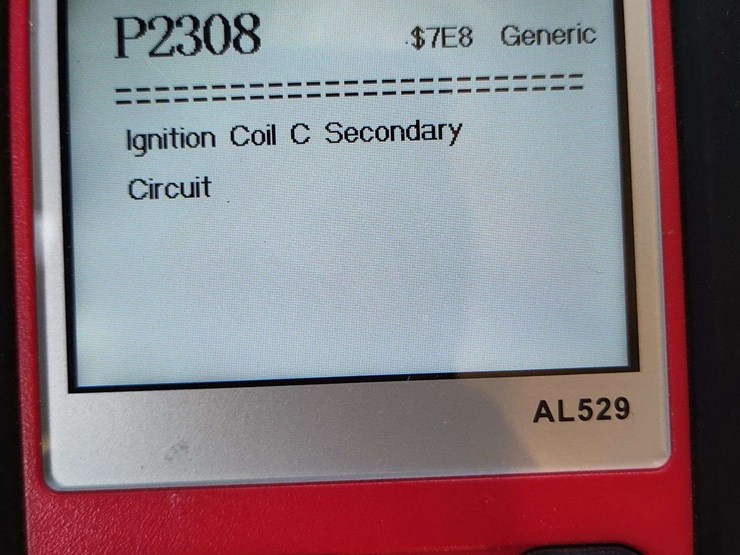 P2308 $7E8 Generic
=============================
Ignition Coil C Secondary
Circuit
AL529